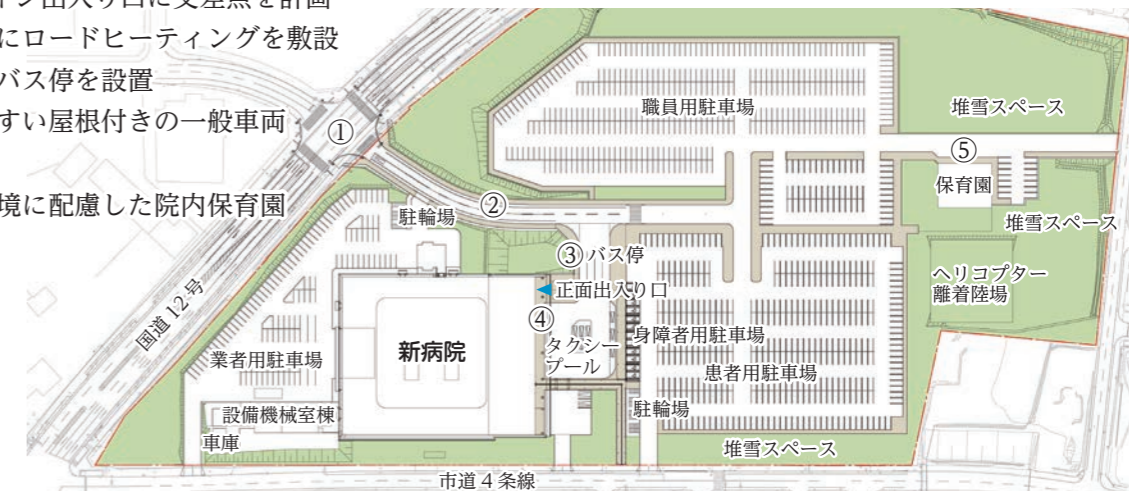 イン出入り口に交差点を計画
にロードヒーティングを敷設
バス停を設置
すい屋根付きの一般車両
境に配慮した院内保育園
職員用駐車場
堆雪スペース
①
⑤
保育園
②
駐輪場
堆雪スペース
③バス停
ヘリコプター
離着陸場
正面出入り口
国道12号
④
身障者用駐車場
タクシー
プール
新病院
業者用駐車場
患者用駐車場
駐輪場
設備機械室棟
車庫
堆雪スペース
市道4条線